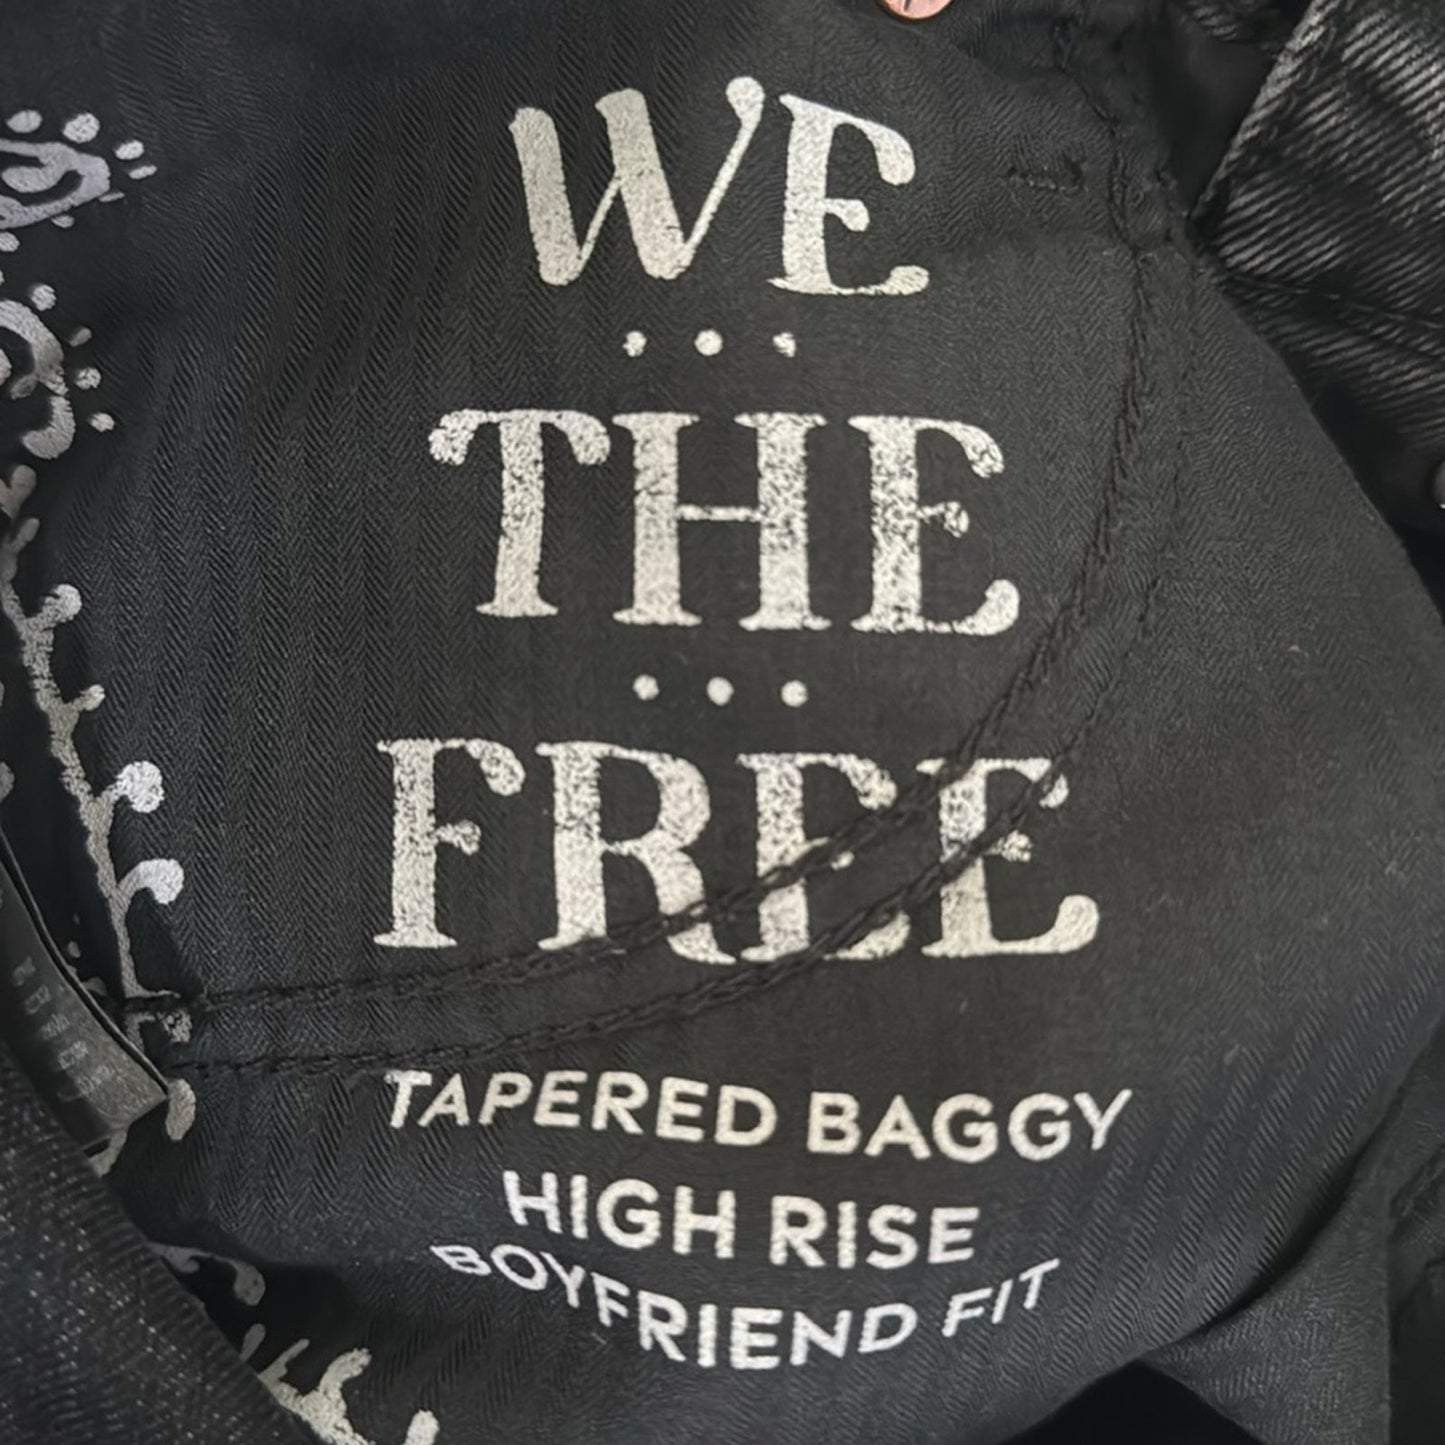 WE
THE
FREE
TAPERED BAGGY
HIGH RISE
BOYFRIEND FIT